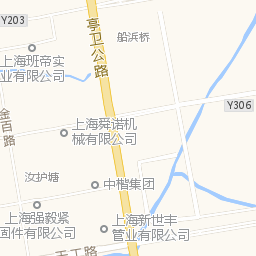 Y203
亭卫公路
船浜桥
上海班帝实
业有限公司
Y306
金百路
上海舜诺机
械有限公司
汝护塘
中楷集团
上海强毅紧
固件有限公司
上海新世丰
管业有限公司
天工路